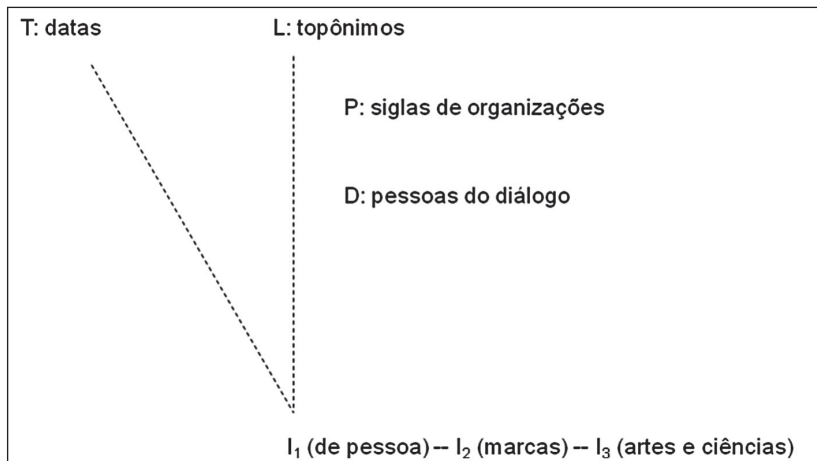 T: datas L: topônimos
P: siglas de organizações
D: pessoas do diálogo
I₁ (de pessoa) -- I₂ (marcas) -- I₃ (artes e ciências)